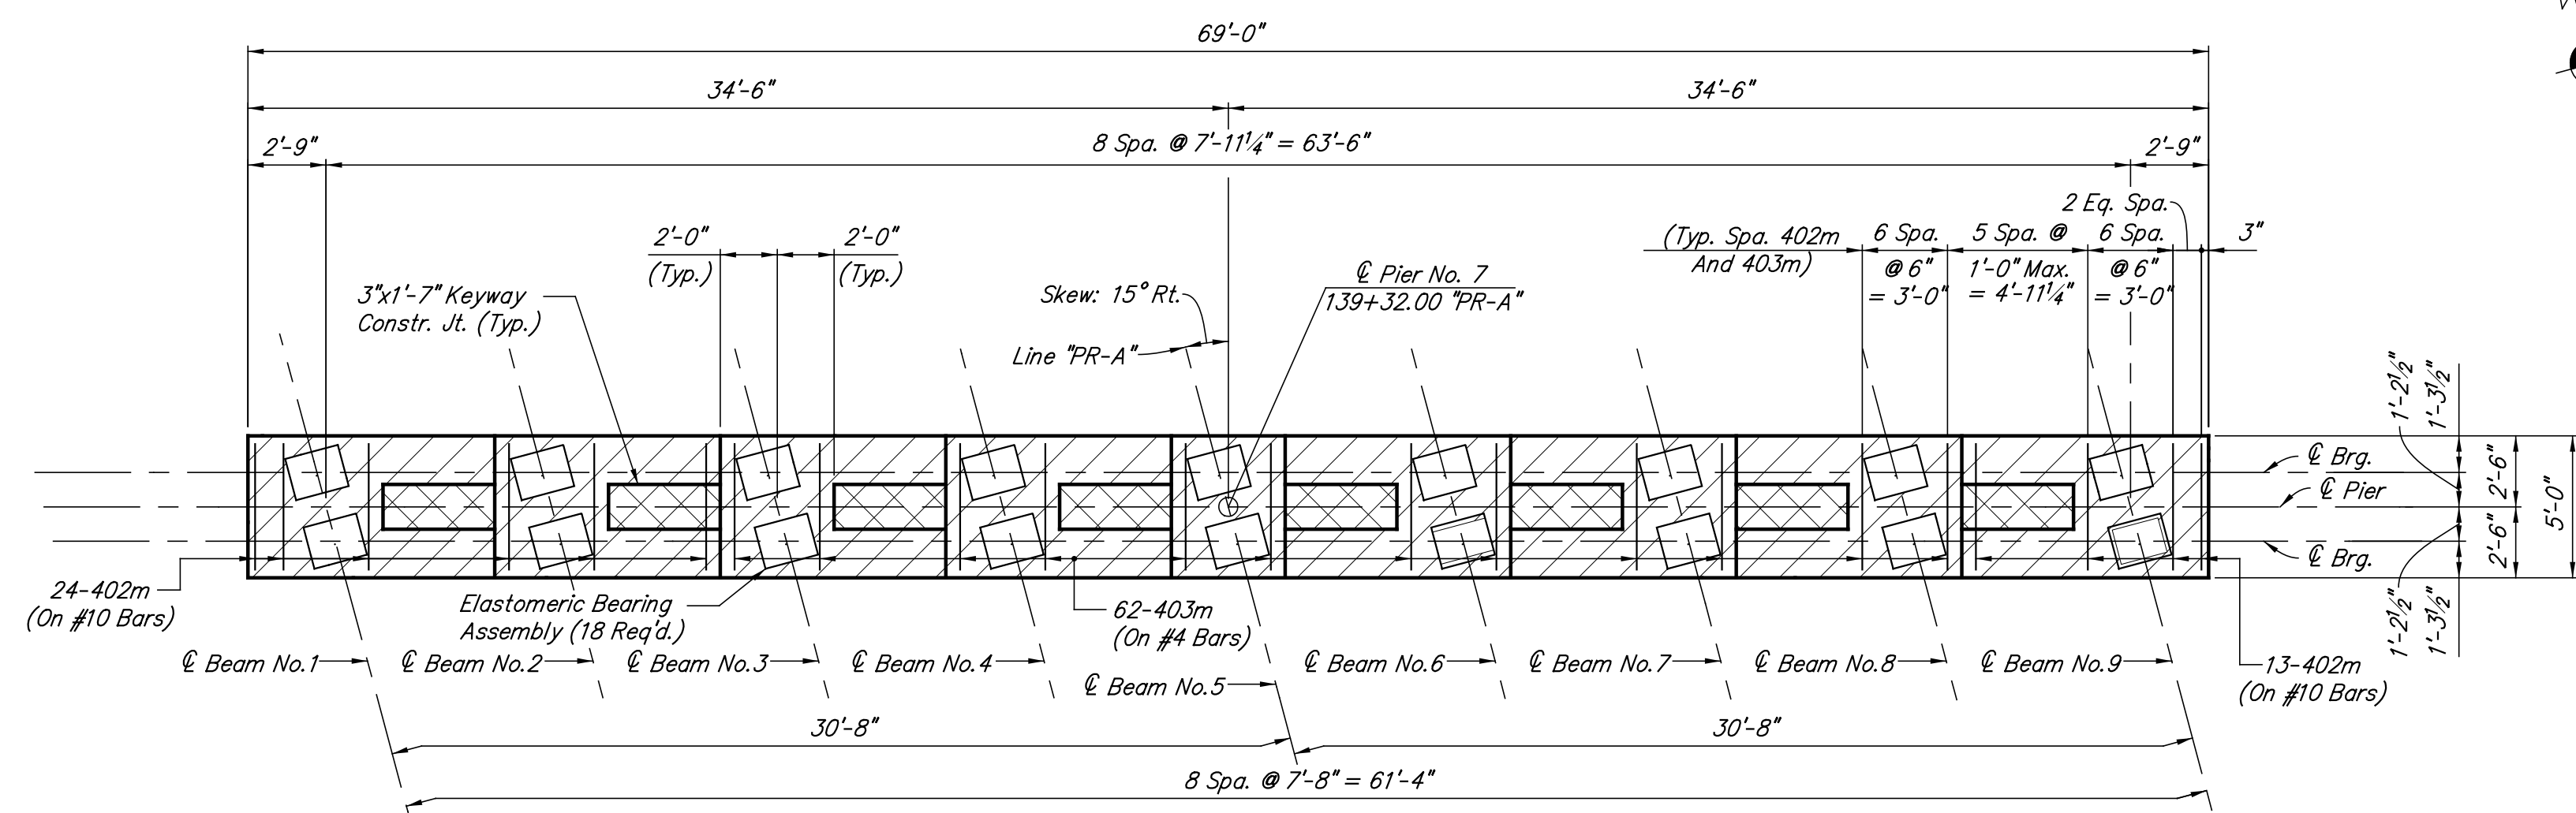 69'-0"
34'-6"
34'-6"
2'-9"
8 Spa. @ 7'-11¼" = 63'-6"
2'-9"
2 Eq. Spa.
2'-0"
(Typ.)
2'-0"
(Typ.)
(Typ. Spa. 402m
And 403m)
6 Spa.
@ 6"
= 3'-0"
5 Spa. @
1'-0" Max.
= 4'-11¼"
6 Spa.
@ 6"
= 3'-0"
3"
3"x1'-7" Keyway
Constr. Jt. (Typ.)
Skew: 15° Rt.
Line "PR-A"
℄ Pier No. 7
139+32.00 "PR-A"
1'-2½"
1'-3½"
2'-6"
5'-0"
2'-6"
1'-2½"
1'-3½"
℄ Brg.
℄ Pier
℄ Brg.
24-402m
(On #10 Bars)
Elastomeric Bearing
Assembly (18 Req'd.)
62-403m
(On #4 Bars)
13-402m
(On #10 Bars)
℄ Beam No.1
℄ Beam No.2
℄ Beam No.3
℄ Beam No.4
℄ Beam No.5
℄ Beam No.6
℄ Beam No.7
℄ Beam No.8
℄ Beam No.9
30'-8"
30'-8"
8 Spa. @ 7'-8" = 61'-4"